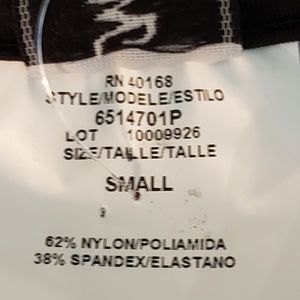 RN 40168
STYLE/MODELE/ESTILO
6514701P
LOT 10009926
SIZE/TAILLE/TALLE
SMALL
62% NYLON/POLIAMIDA
38% SPANDEX/ELASTANO